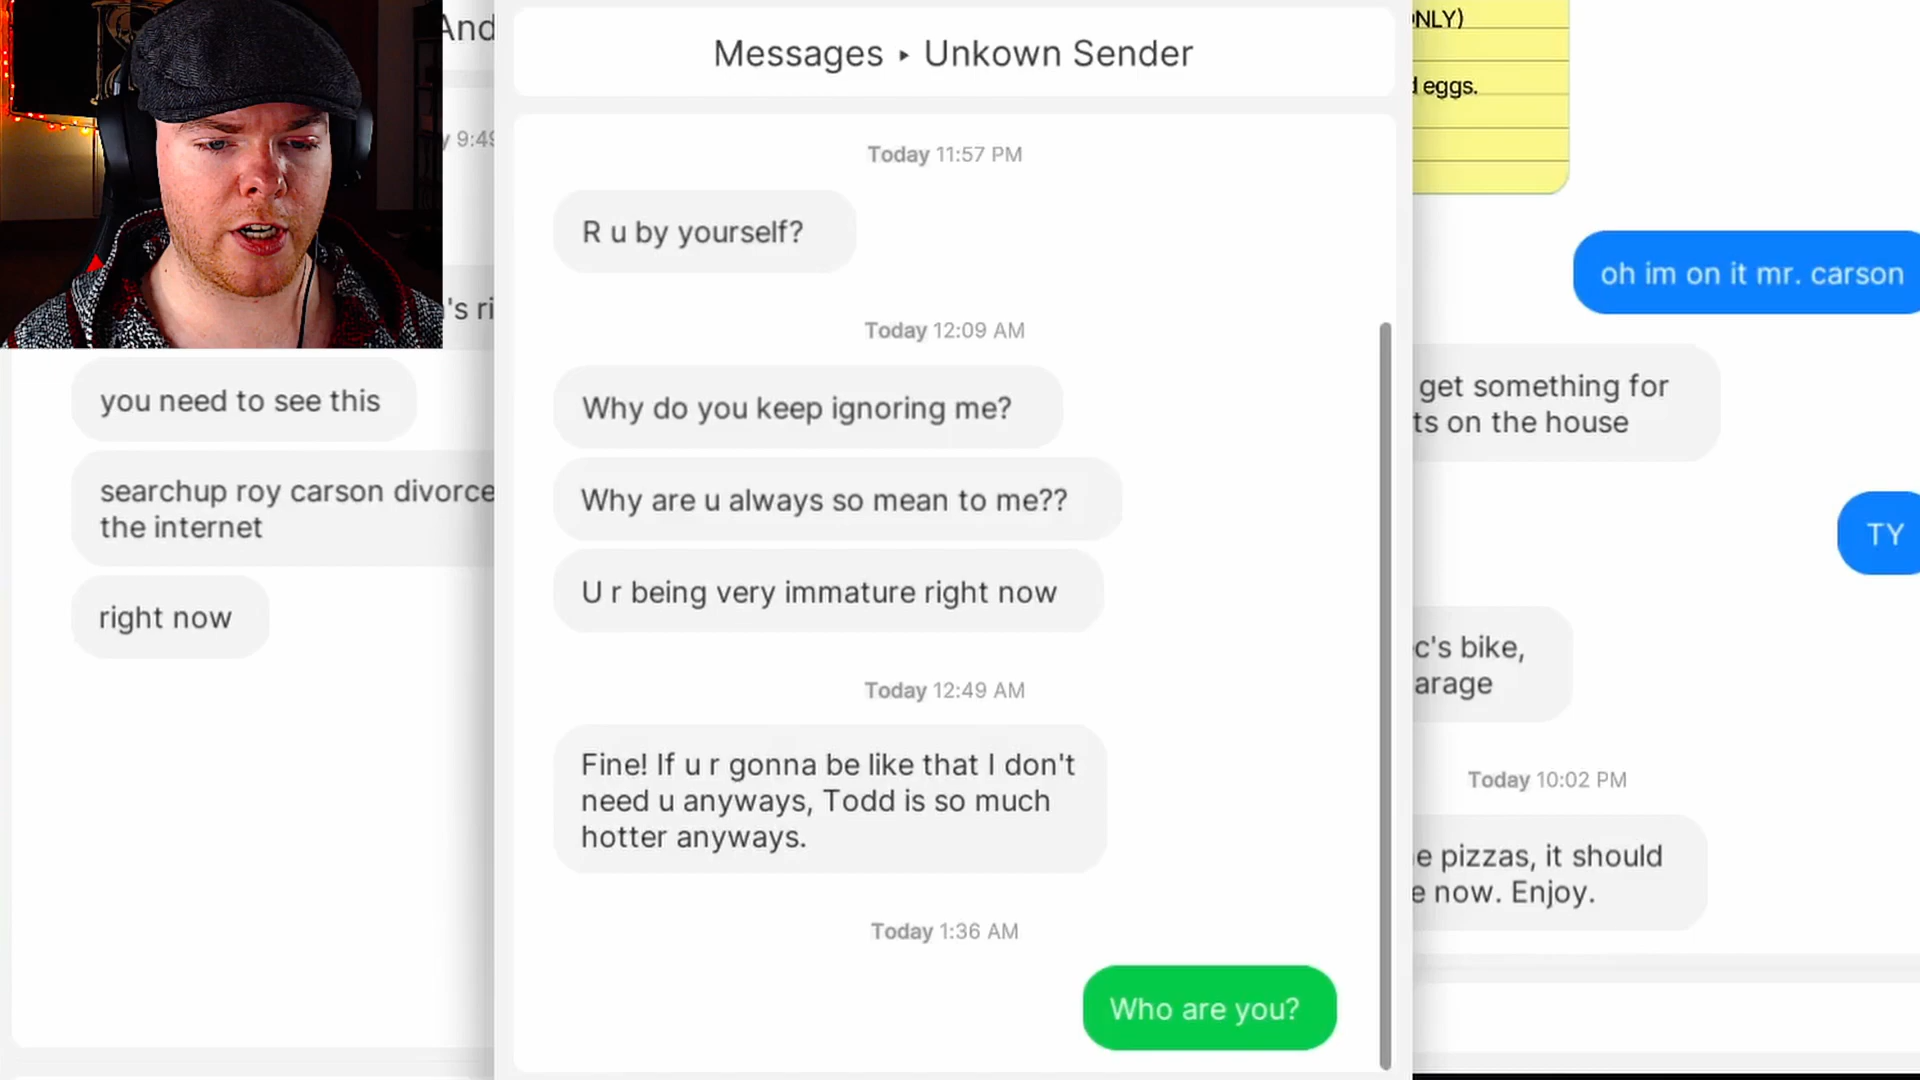 And
9:49
's ri
you need to see this
searchup roy carson divorce
the internet
right now
Messages ▸ Unkown Sender
Today 11:57 PM
R u by yourself?
Today 12:09 AM
Why do you keep ignoring me?
Why are u always so mean to me??
U r being very immature right now
Today 12:49 AM
Fine! If u r gonna be like that I don't
need u anyways, Todd is so much
hotter anyways.
Today 1:36 AM
Who are you?
NLY)
eggs.
oh im on it mr. carson
get something for
ts on the house
TY
c's bike,
arage
Today 10:02 PM
e pizzas, it should
e now. Enjoy.